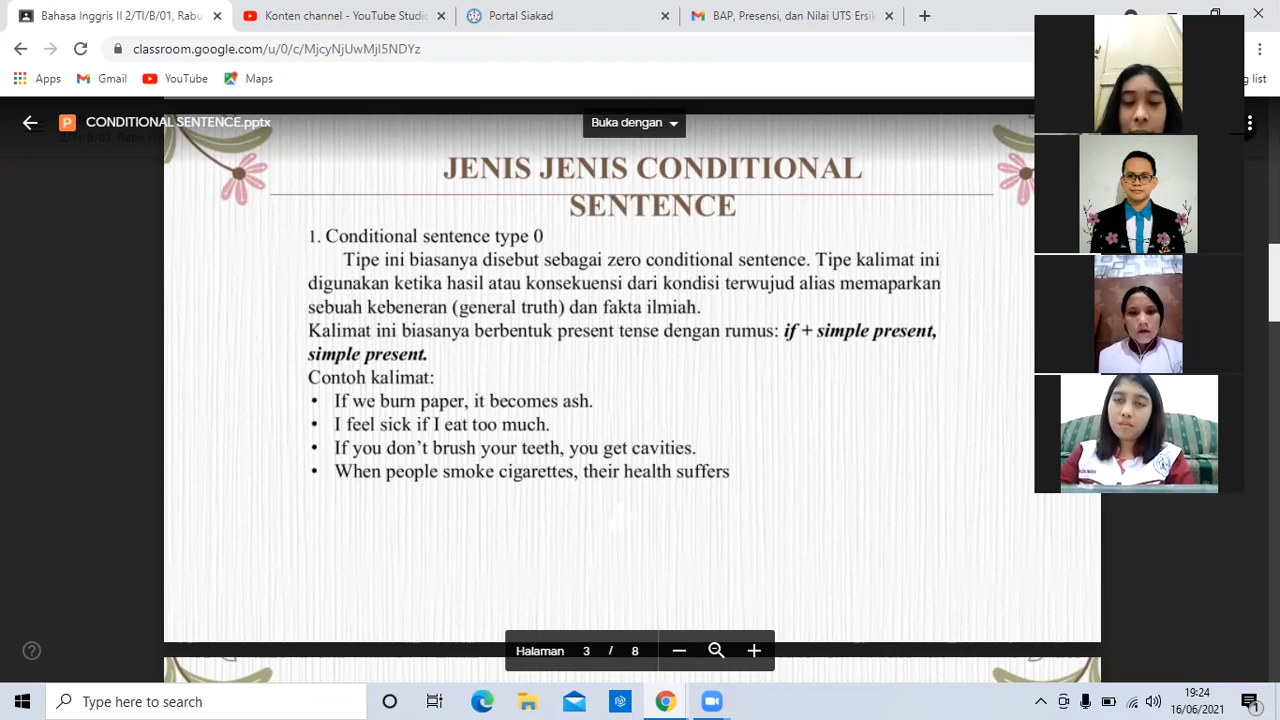 Bahasa Inggris II 2/TI/B/01, Rabu
Konten channel - YouTube Studio
Portal Siakad
BAP, Presensi, dan Nilai UTS Ersik
classroom.google.com/u/0/c/MjcyNjUwMjI5NDYz
Apps
Gmail
YouTube
Maps
CONDITIONAL SENTENCE.pptx
Buka dengan
JENIS JENIS CONDITIONAL
SENTENCE
1. Conditional sentence type 0
Tipe ini biasanya disebut sebagai zero conditional sentence. Tipe kalimat ini
digunakan ketika hasil atau konsekuensi dari kondisi terwujud alias memaparkan
sebuah kebeneran (general truth) dan fakta ilmiah.
Kalimat ini biasanya berbentuk present tense dengan rumus: if + simple present,
simple present.
Contoh kalimat:
• If we burn paper, it becomes ash.
• I feel sick if I eat too much.
• If you don’t brush your teeth, you get cavities.
• When people smoke cigarettes, their health suffers
Halaman 3 / 8
Type here to search
19:24
16/06/2021